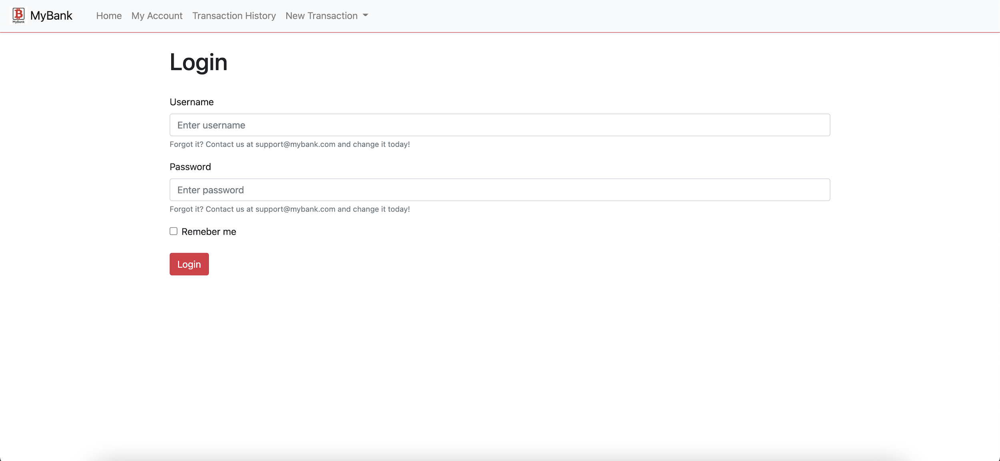 B
MyBank
MyBank Home My Account Transaction History New Transaction
Login
Username
Enter username
Forgot it? Contact us at support@mybank.com and change it today!
Password
Enter password
Forgot it? Contact us at support@mybank.com and change it today!
Remeber me
Login